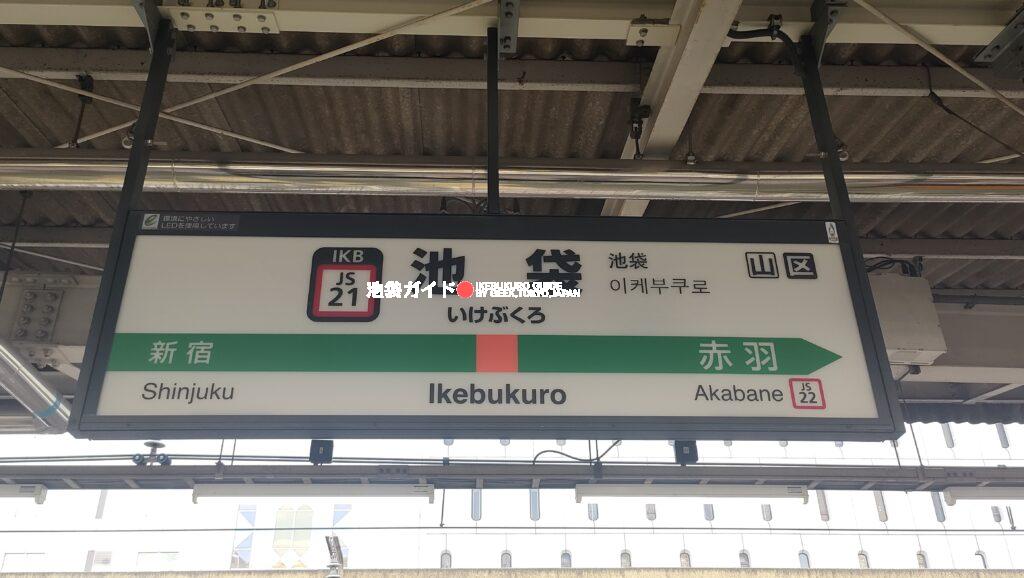 環境にやさしい
LEDを使用しています
IKB
JS
21
池袋
池袋
이케부쿠로
山 区
池袋ガイド
いけぶくろ
新宿
赤羽
Shinjuku
Ikebukuro
Akabane
JS
22